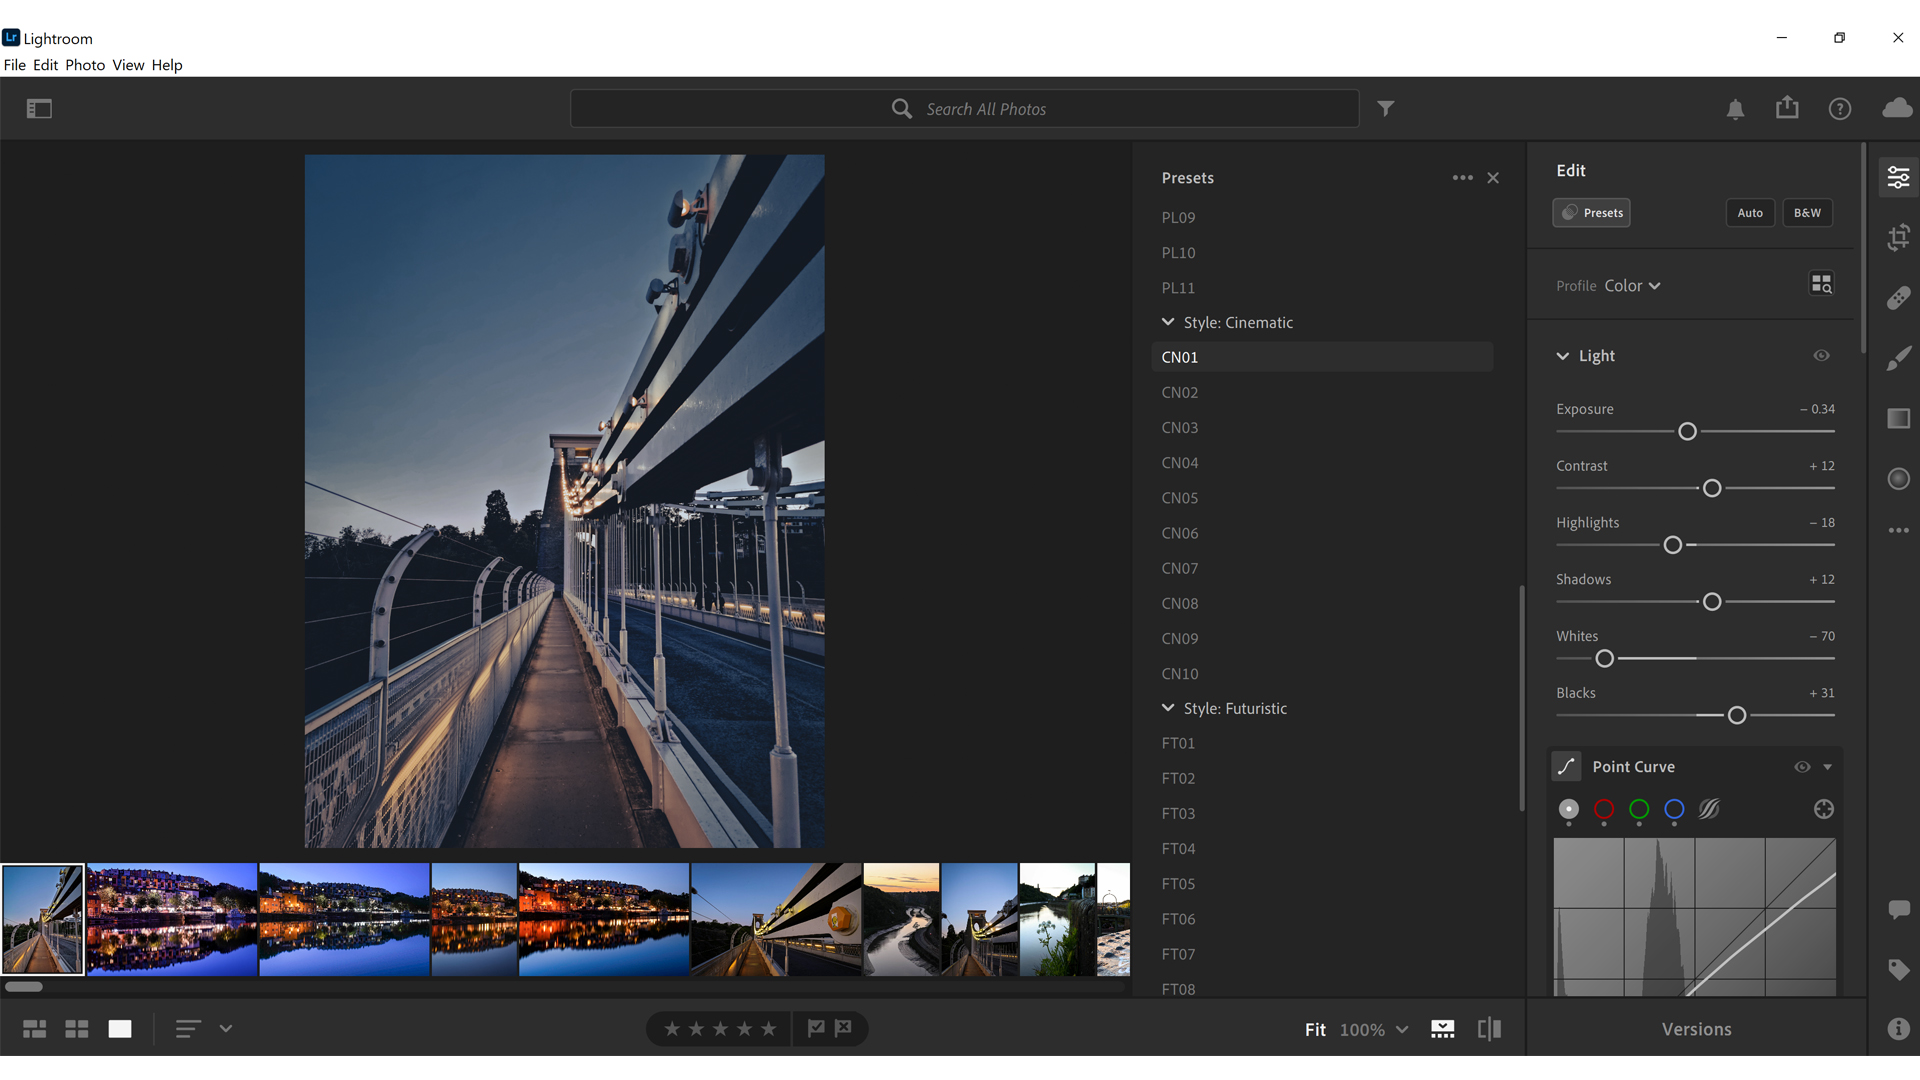 Lr Lightroom
File Edit Photo View Help
Search All Photos
Presets
PL09
PL10
PL11
Style: Cinematic
CN01
CN02
CN03
CN04
CN05
CN06
CN07
CN08
CN09
CN10
Style: Futuristic
FT01
FT02
FT03
FT04
FT05
FT06
FT07
FT08
Edit
Presets Auto B&W
Profile Color
Light
Exposure – 0.34
Contrast + 12
Highlights – 18
Shadows + 12
Whites – 70
Blacks + 31
Point Curve
Fit 100%
Versions